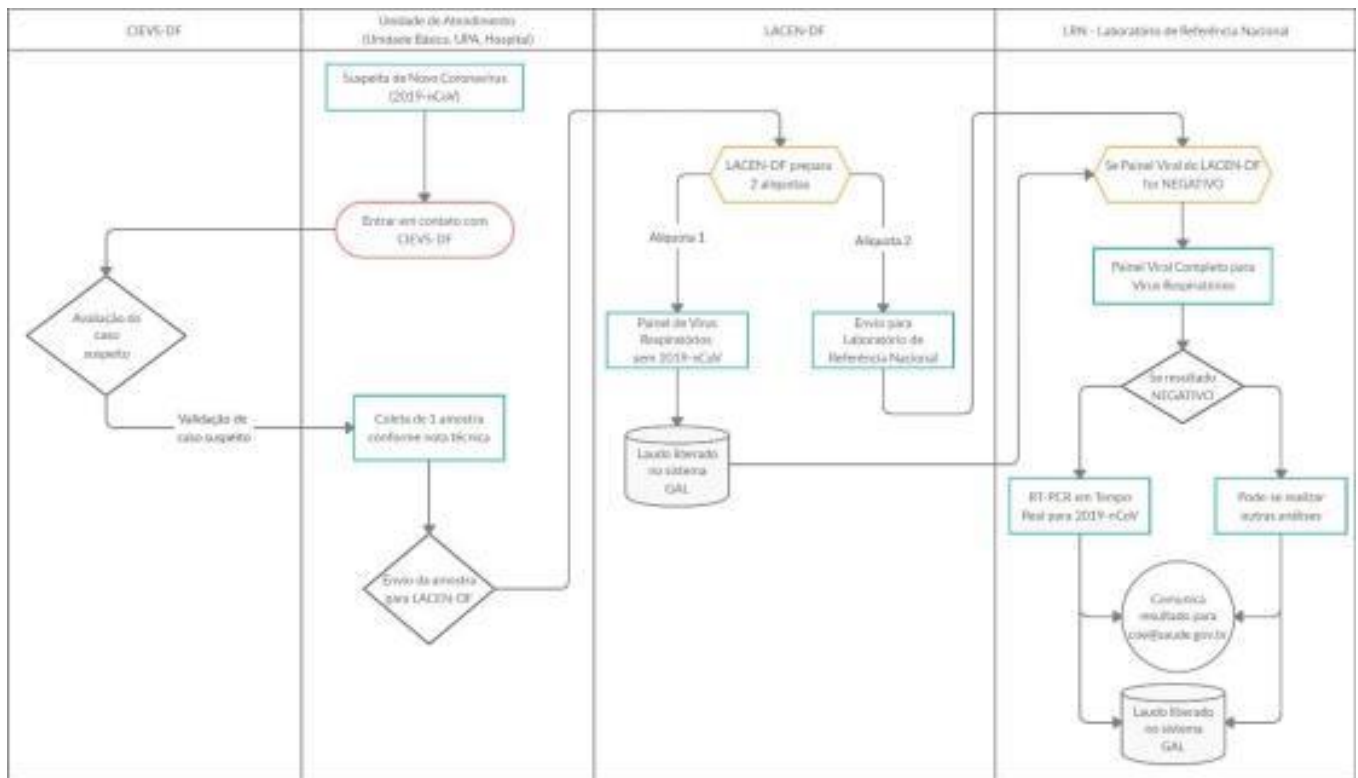 CIEVS-DF
Unidade de Atendimento
(Unidade Básica, UPA, Hospital)
LACEN-DF
LRN - Laboratório de Referência Nacional
Suspeita de Novo Coronavírus
(2019-nCoV)
Entrar em contato com
CIEVS-DF
Avaliação de
caso
suspeito
Validação de
caso suspeito
Coleta de 1 amostra
conforme nota técnica
Envio da amostra
para LACEN-DF
LACEN-DF prepara
2 alíquotas
Alíquota 1
Alíquota 2
Painel de Vírus
Respiratórios
sem 2019-nCoV
Envio para
Laboratório de
Referência Nacional
Laudo liberado
no sistema
GAL
Se Painel Viral do LACEN-DF
for NEGATIVO
Painel Viral Completo para
Vírus Respiratórios
Se resultado
NEGATIVO
RT-PCR em Tempo
Real para 2019-nCoV
Pode-se realizar
outras análises
Comunica
resultado para
coe@saude.gov.br
Laudo liberado
no sistema
GAL